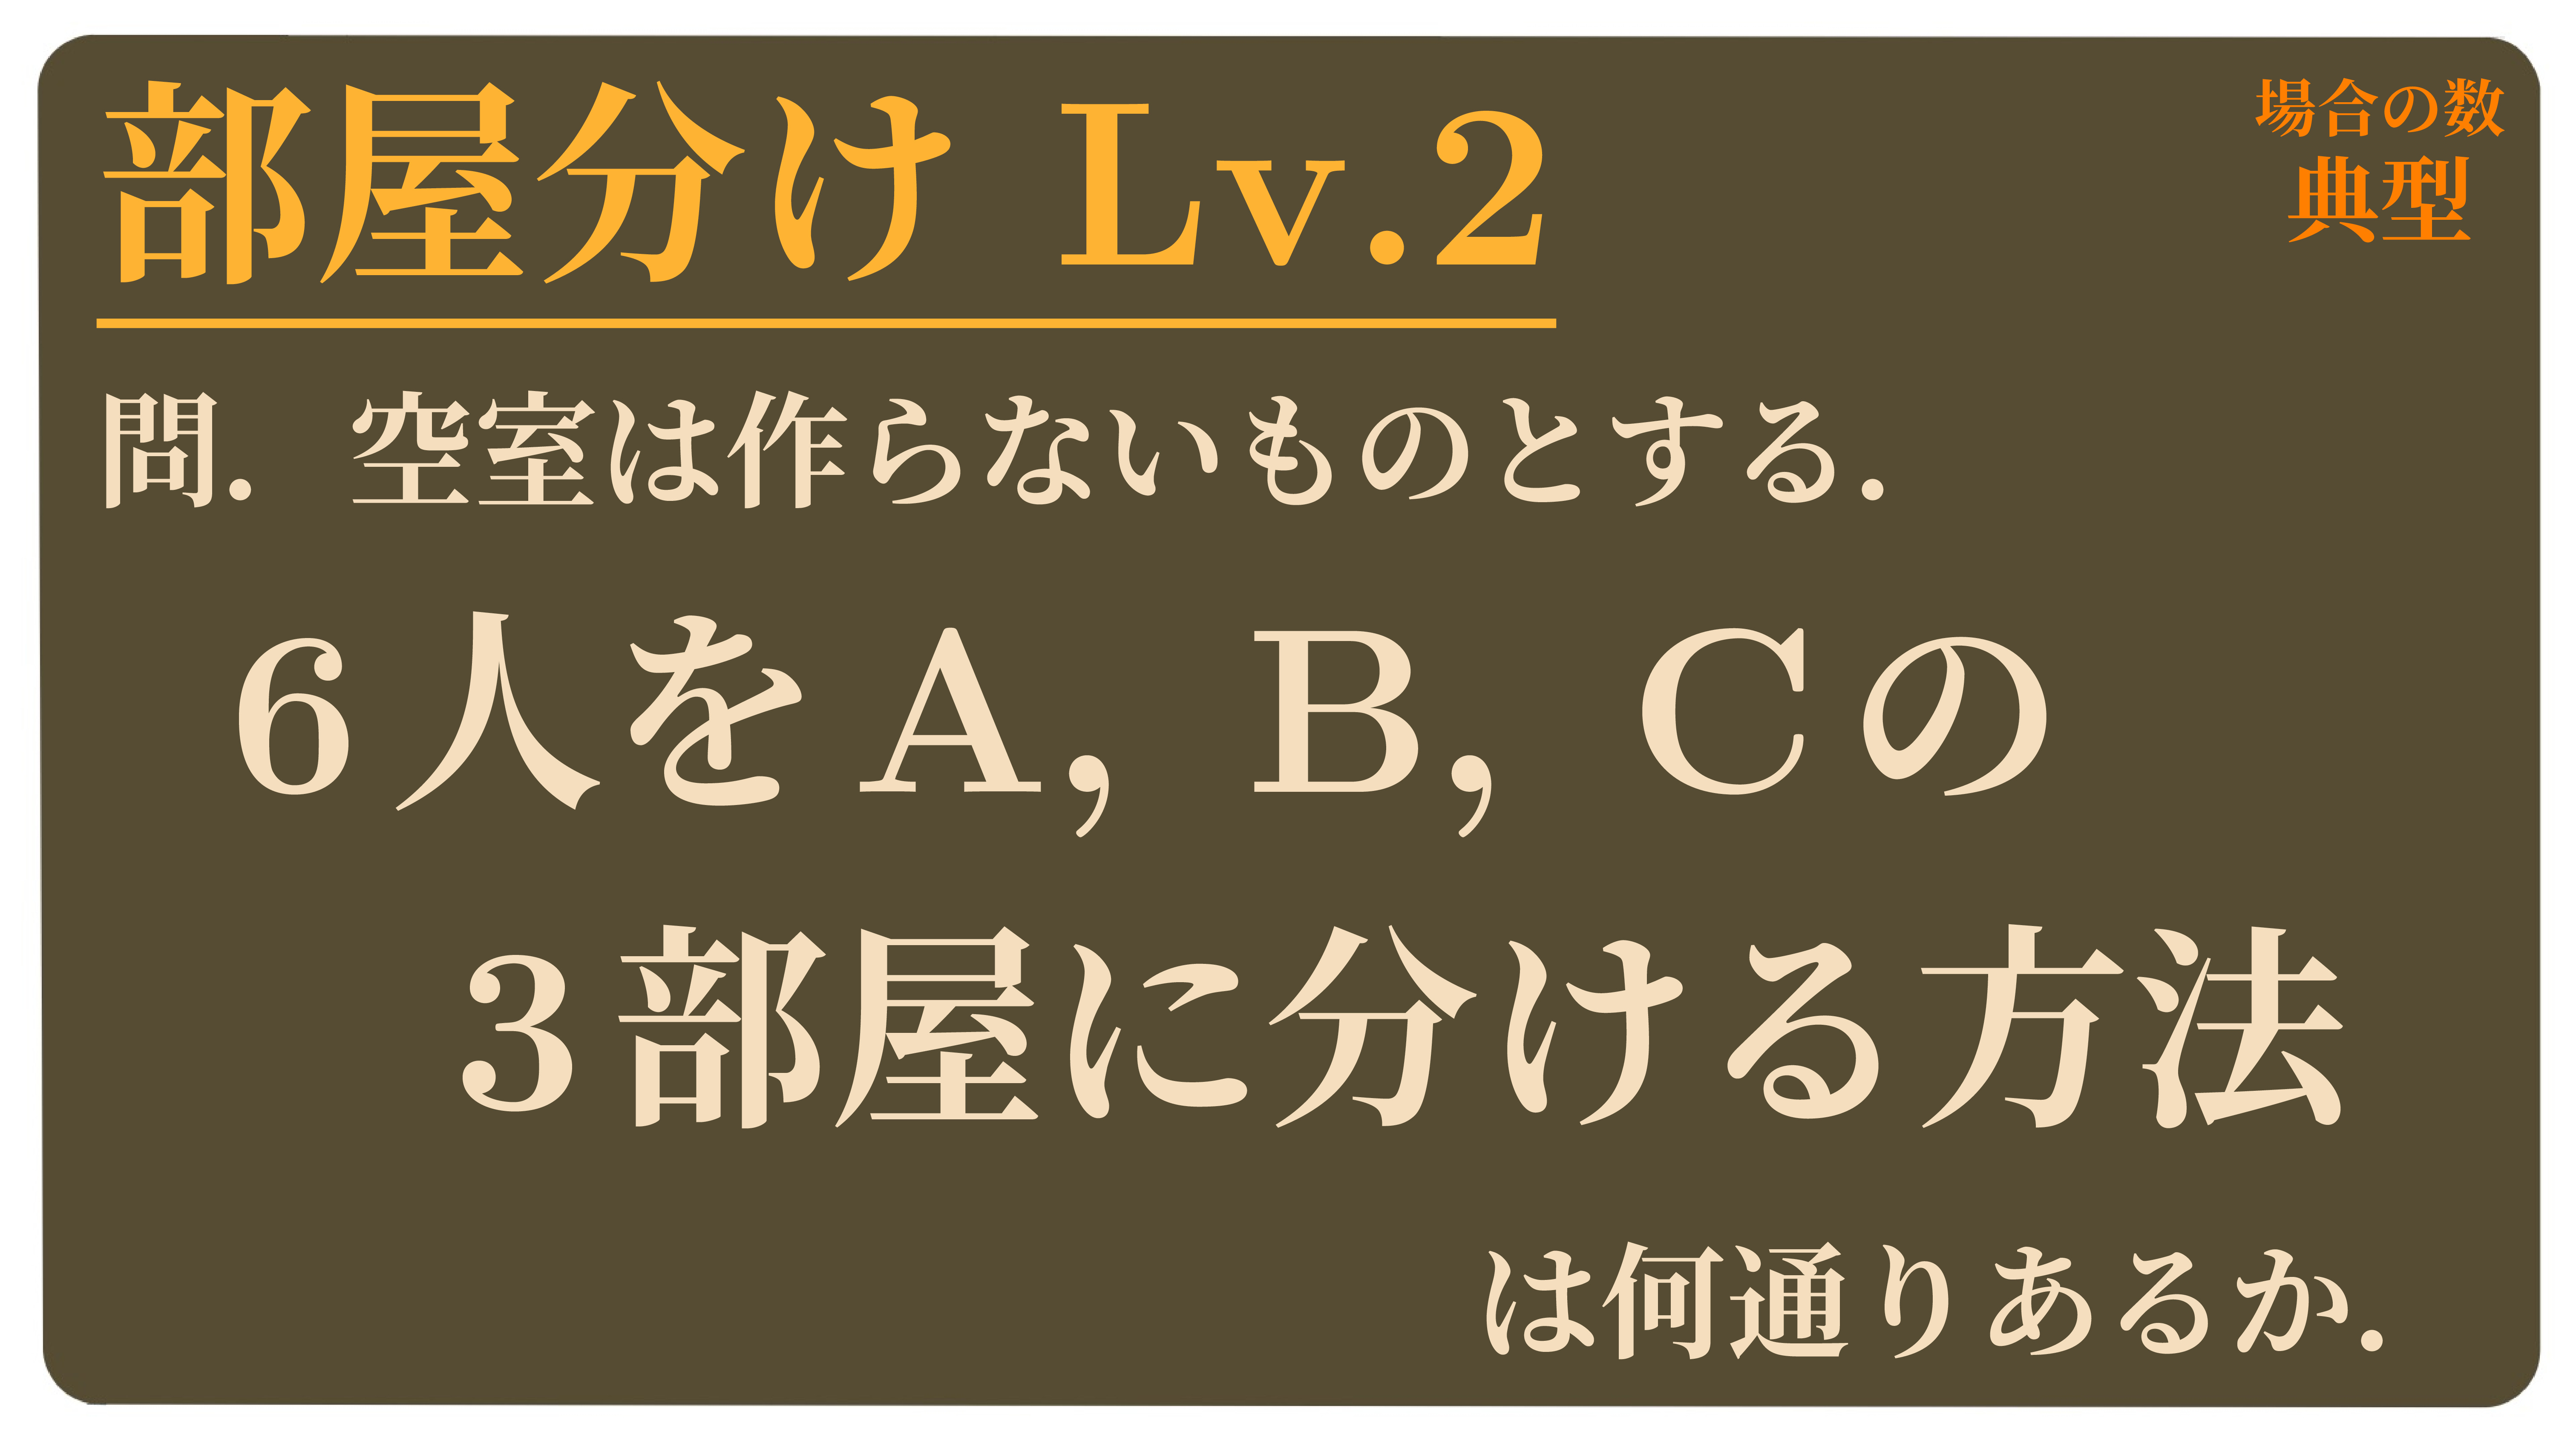 部屋分け Lv.2
場合の数
典型
問. 空室は作らないものとする.
6人をA, B, Cの
3部屋に分ける方法
は何通りあるか.